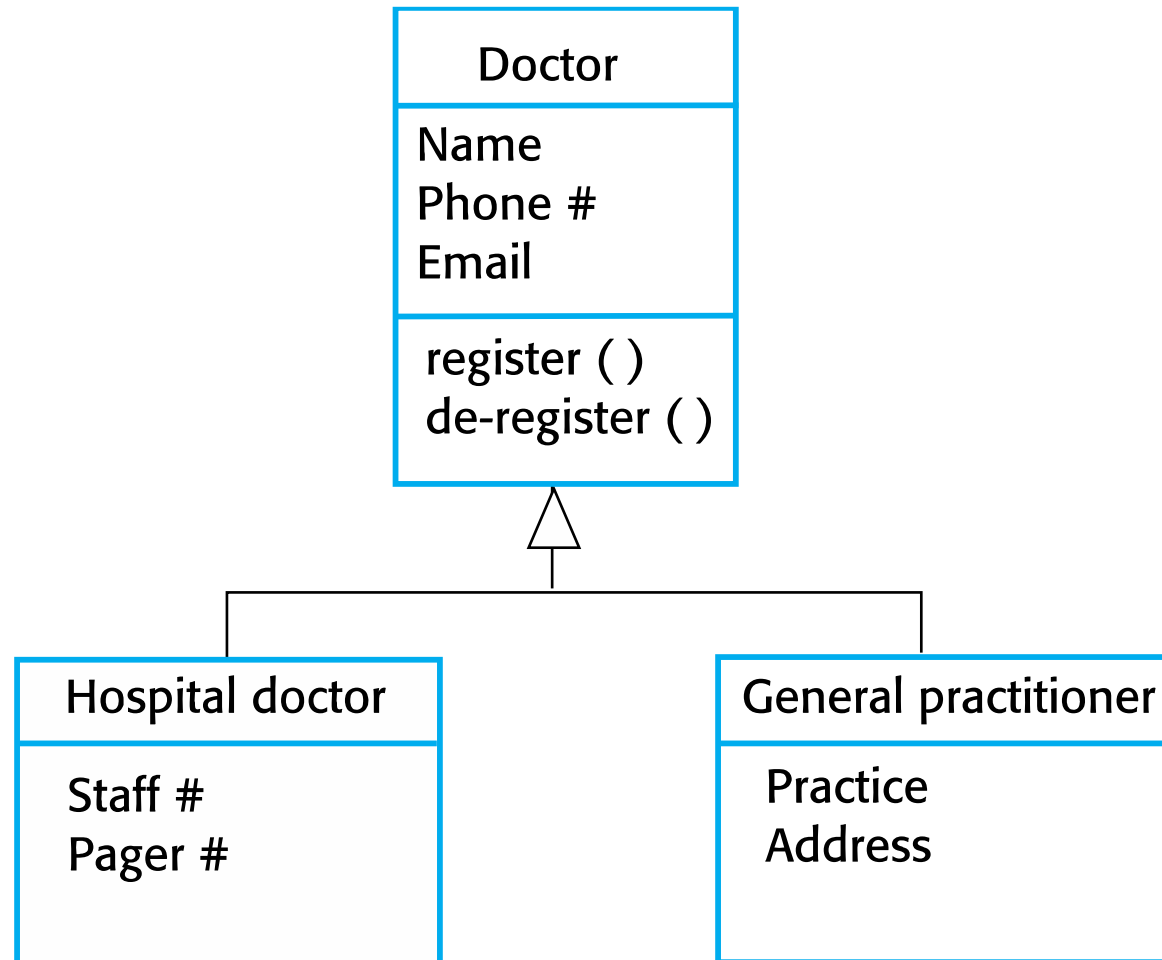 Doctor
Name
Phone #
Email
register ( )
de-register ( )
Hospital doctor
Staff #
Pager #
General practitioner
Practice
Address